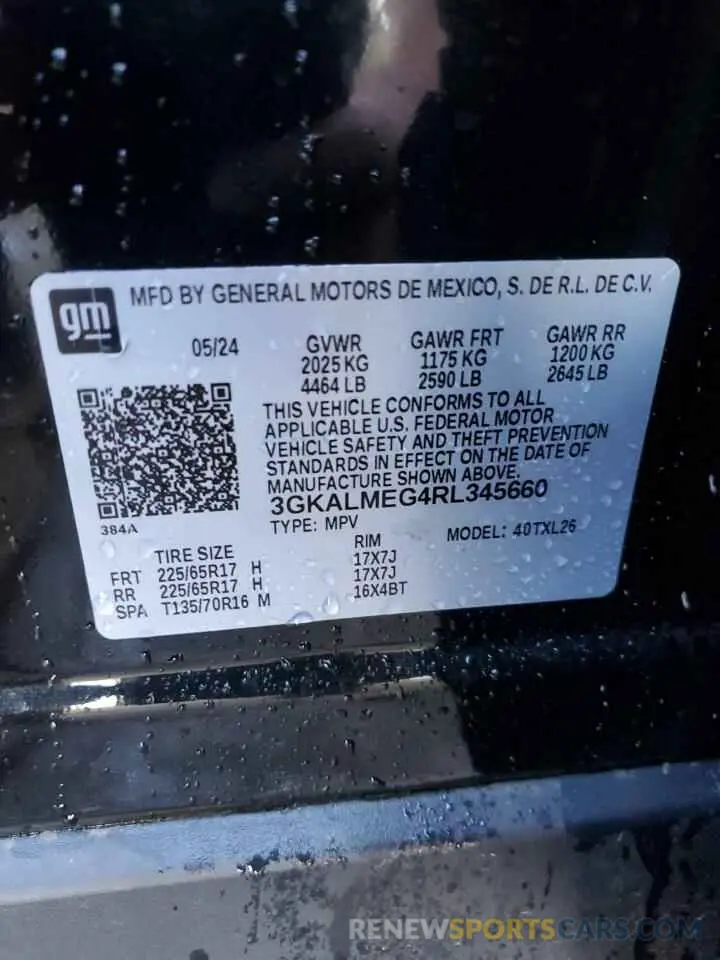 gm
MFD BY GENERAL MOTORS DE MEXICO, S. DE R.L. DE C.V.
05/24
GVWR
2025 KG
4464 LB
GAWR FRT
1175 KG
2590 LB
GAWR RR
1200 KG
2645 LB
THIS VEHICLE CONFORMS TO ALL
APPLICABLE U.S. FEDERAL MOTOR
VEHICLE SAFETY AND THEFT PREVENTION
STANDARDS IN EFFECT ON THE DATE OF
MANUFACTURE SHOWN ABOVE.
3GKALMEG4RL345660
384A
TYPE: MPV
MODEL: 40TXL26
TIRE SIZE RIM
FRT 225/65R17 H 17X7J
RR 225/65R17 H 17X7J
SPA T135/70R16 M 16X4BT
RENEWSPORTSCARS.COM